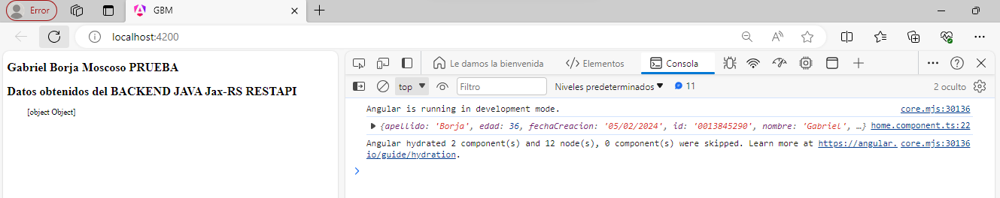 Error
GBM
localhost:4200
Gabriel Borja Moscoso PRUEBA
Datos obtenidos del BACKEND JAVA Jax-RS RESTAPI
[object Object]
Le damos la bienvenida
Elementos
Consola
top
Filtro
Niveles predeterminados
11
2 oculto
Angular is running in development mode. core.mjs:30136
{apellido: 'Borja', edad: 36, fechaCreacion: '05/02/2024', id: '0013845290', nombre: 'Gabriel', …} home.component.ts:22
Angular hydrated 2 component(s) and 12 node(s), 0 component(s) were skipped. Learn more at https://angular. core.mjs:30136
io/guide/hydration.